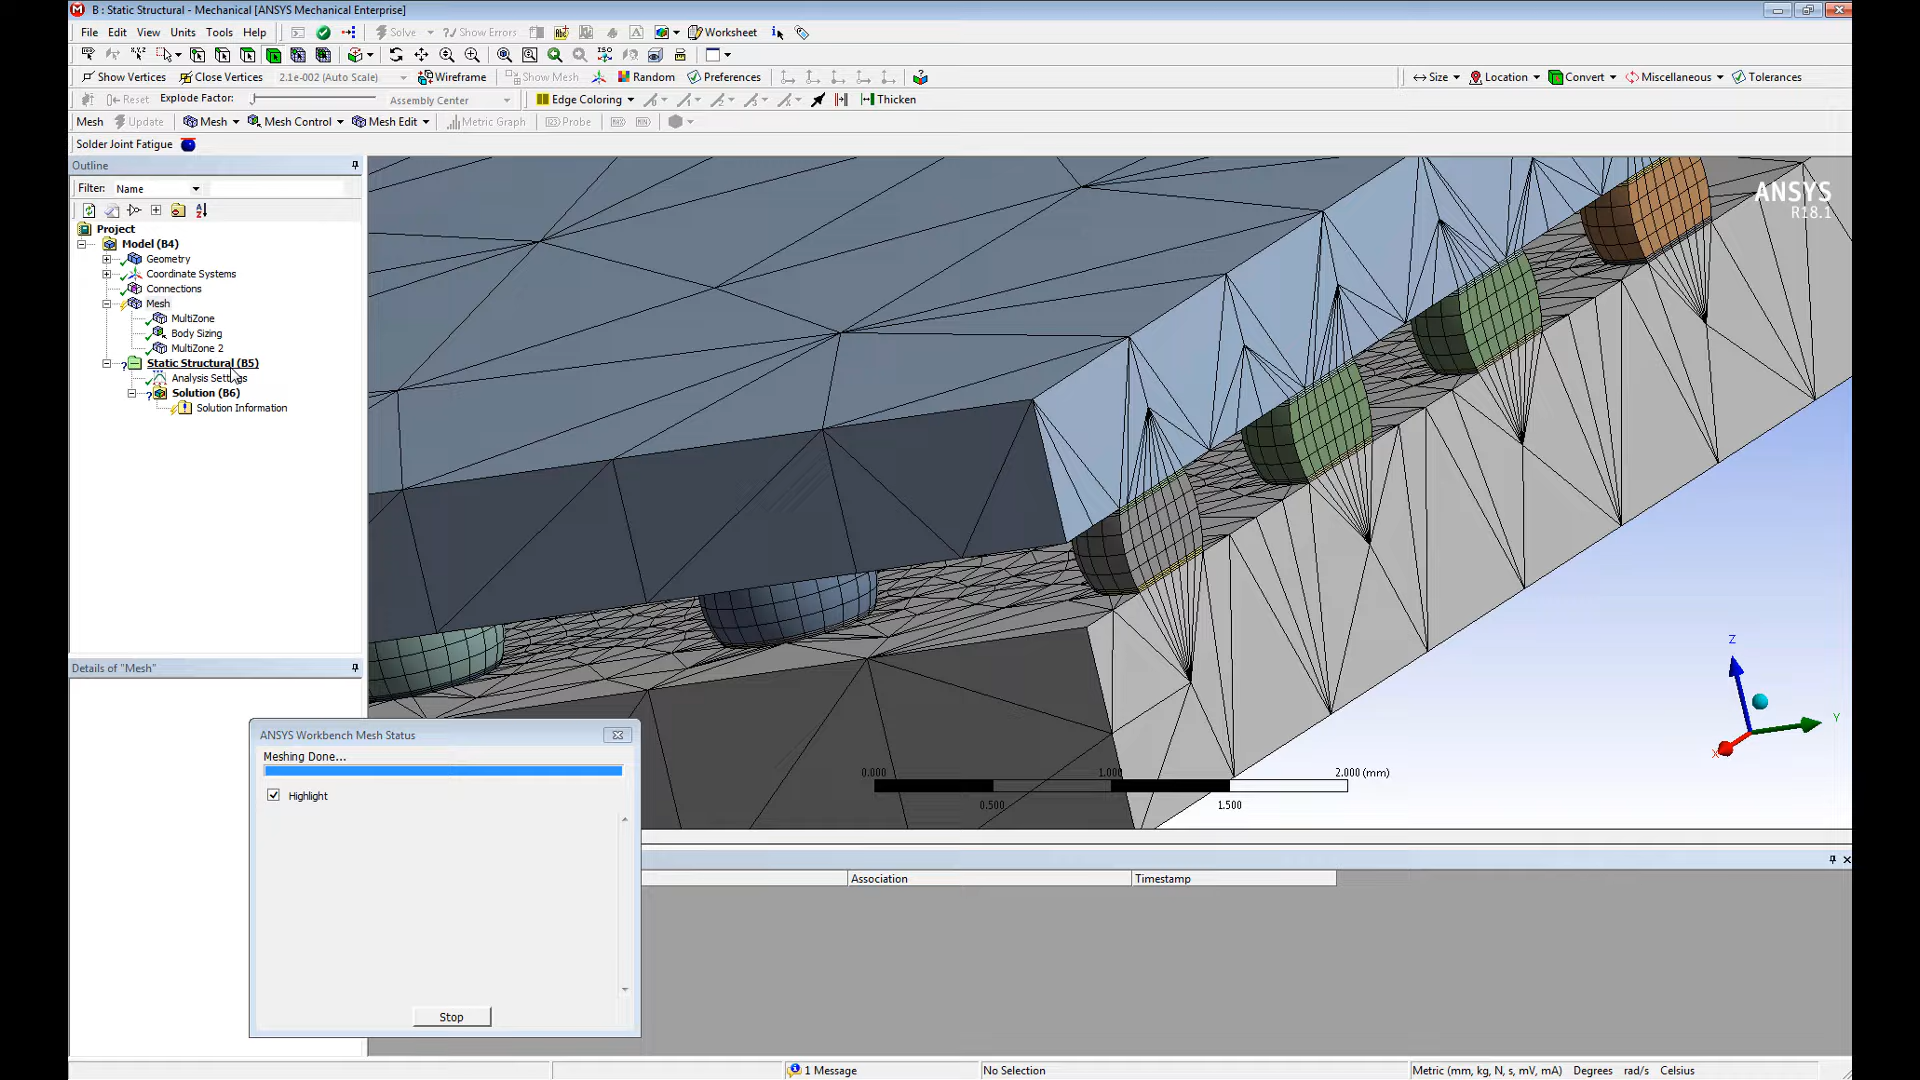 B : Static Structural - Mechanical [ANSYS Mechanical Enterprise]
File Edit View Units Tools Help Solve Show Errors Worksheet
Show Vertices Close Vertices 2.1e-002 (Auto Scale) Wireframe Show Mesh Random Preferences Size Location Convert Miscellaneous Tolerances
Reset Explode Factor: Assembly Center Edge Coloring Thicken
Mesh Update Mesh Mesh Control Mesh Edit Metric Graph Probe
Solder Joint Fatigue
Outline
Filter: Name
Project
Model (B4)
Geometry
Coordinate Systems
Connections
Mesh
MultiZone
Body Sizing
MultiZone 2
Static Structural (B5)
Analysis Settings
Solution (B6)
Solution Information
ANSYS
R18.1
Details of "Mesh"
ANSYS Workbench Mesh Status
Meshing Done...
Highlight
Stop
Z
Y
X
0.000 1.000 2.000 (mm)
0.500 1.500
Association Timestamp
1 Message No Selection Metric (mm, kg, N, s, mV, mA) Degrees rad/s Celsius